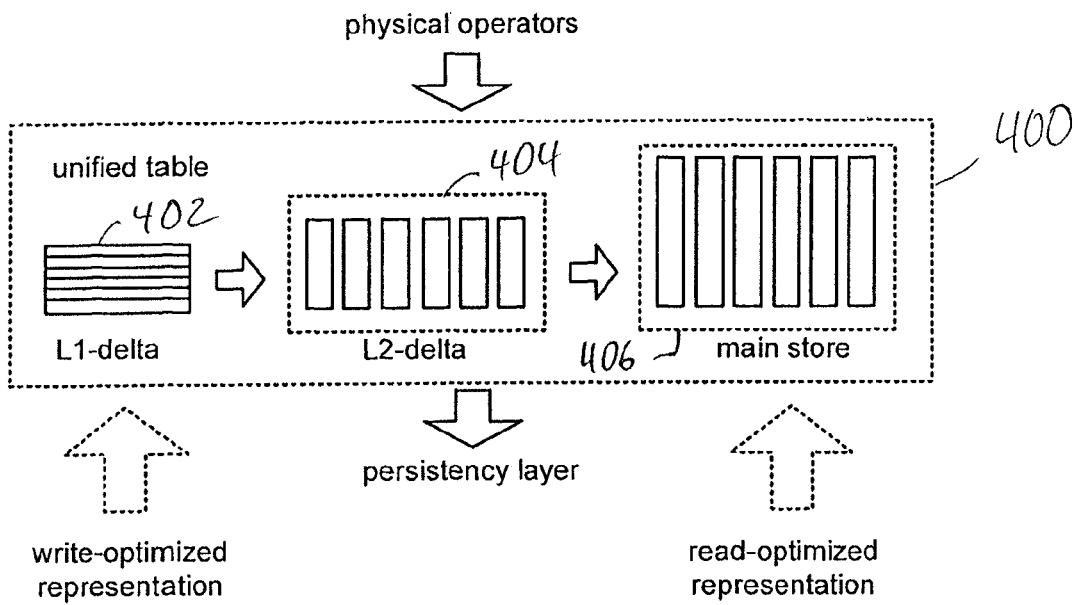 physical operators
400
unified table
404
402
L1-delta
L2-delta
406
main store
persistency layer
write-optimized
representation
read-optimized
representation